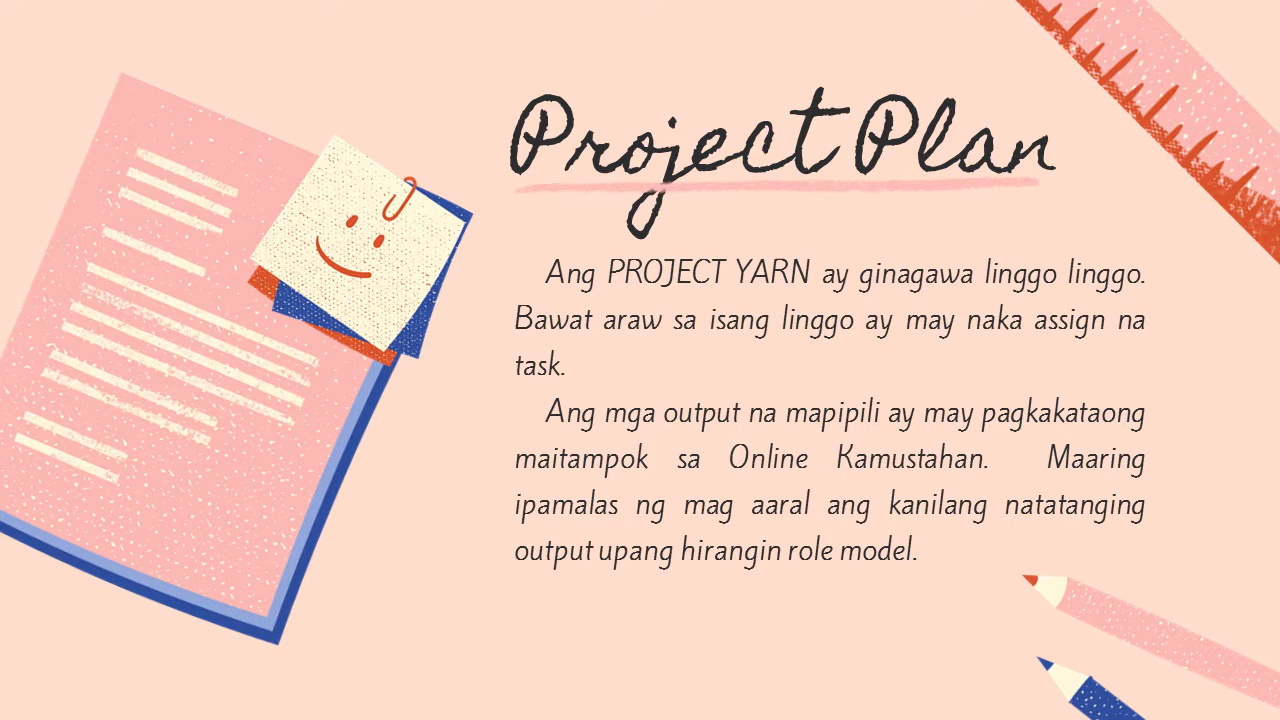 Project Plan
Ang PROJECT YARN ay ginagawa linggo linggo.
Bawat araw sa isang linggo ay may naka assign na
task.
Ang mga output na mapipili ay may pagkakataong
maitampok sa Online Kamustahan. Maaring
ipamalas ng mag aaral ang kanilang natatanging
output upang hirangin role model.